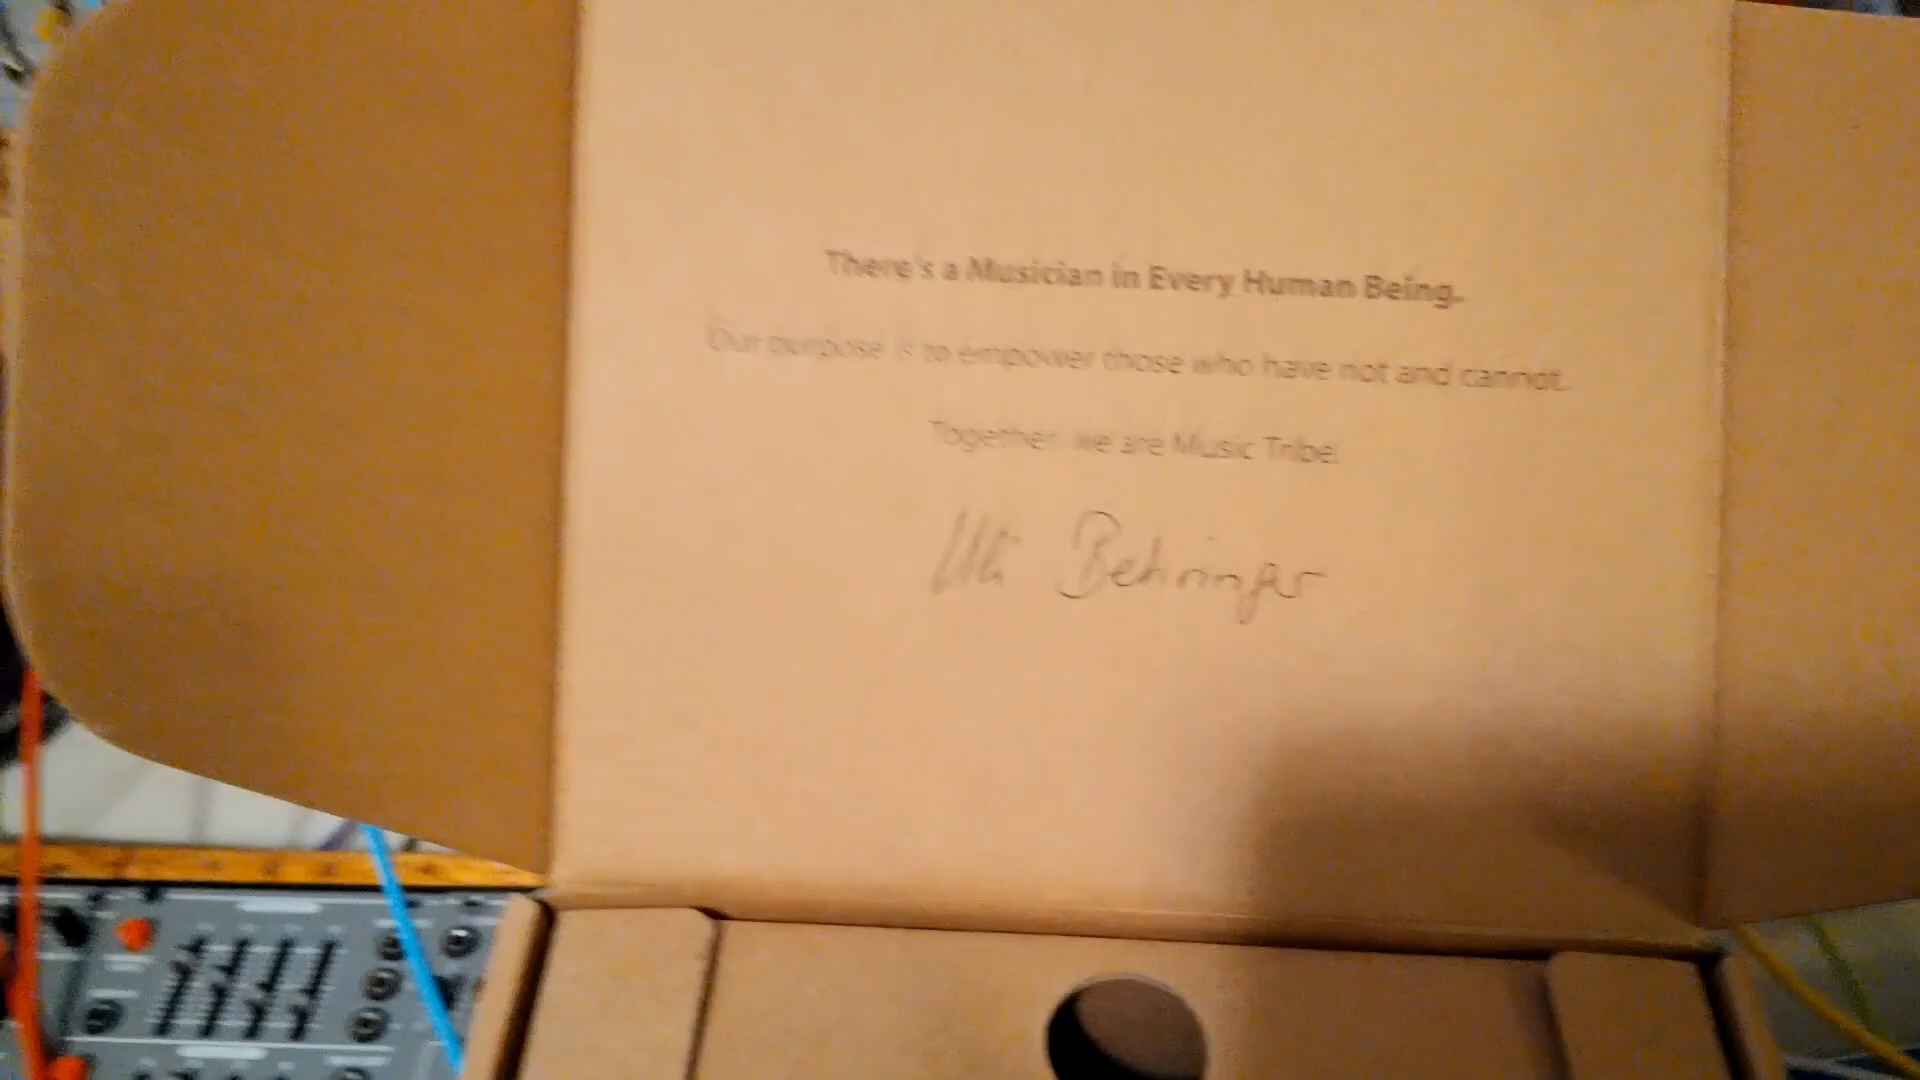 There's a Musician in Every Human Being.
Our purpose is to empower those who have not and cannot.
Together, we are Music Tribe.
Uli Behringer